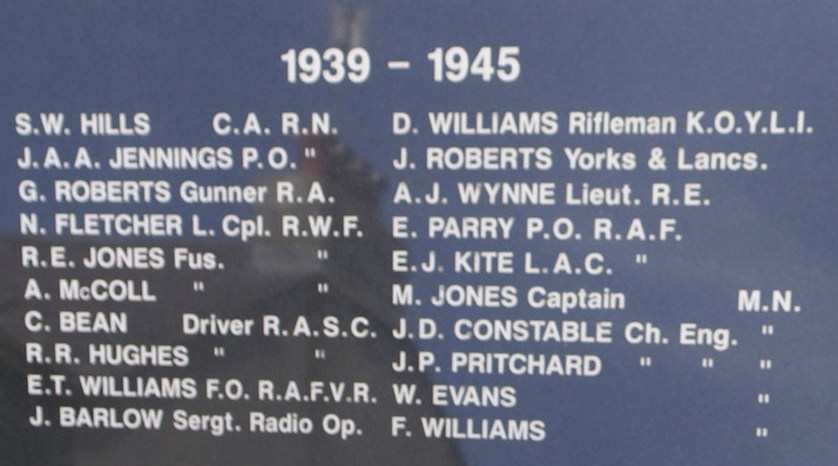 1939 – 1945
S.W. HILLS C.A. R.N.
J.A.A. JENNINGS P.O. "
G. ROBERTS Gunner R.A.
N. FLETCHER L. Cpl. R.W.F.
R.E. JONES Fus. "
A. McCOLL " "
C. BEAN Driver R.A.S.C.
R.R. HUGHES " "
E.T. WILLIAMS F.O. R.A.F.V.R.
J. BARLOW Sergt. Radio Op.
D. WILLIAMS Rifleman K.O.Y.L.I.
J. ROBERTS Yorks & Lancs.
A.J. WYNNE Lieut. R.E.
E. PARRY P.O. R.A.F.
E.J. KITE L.A.C. "
M. JONES Captain M.N.
J.D. CONSTABLE Ch. Eng. "
J.P. PRITCHARD " " "
W. EVANS "
F. WILLIAMS "